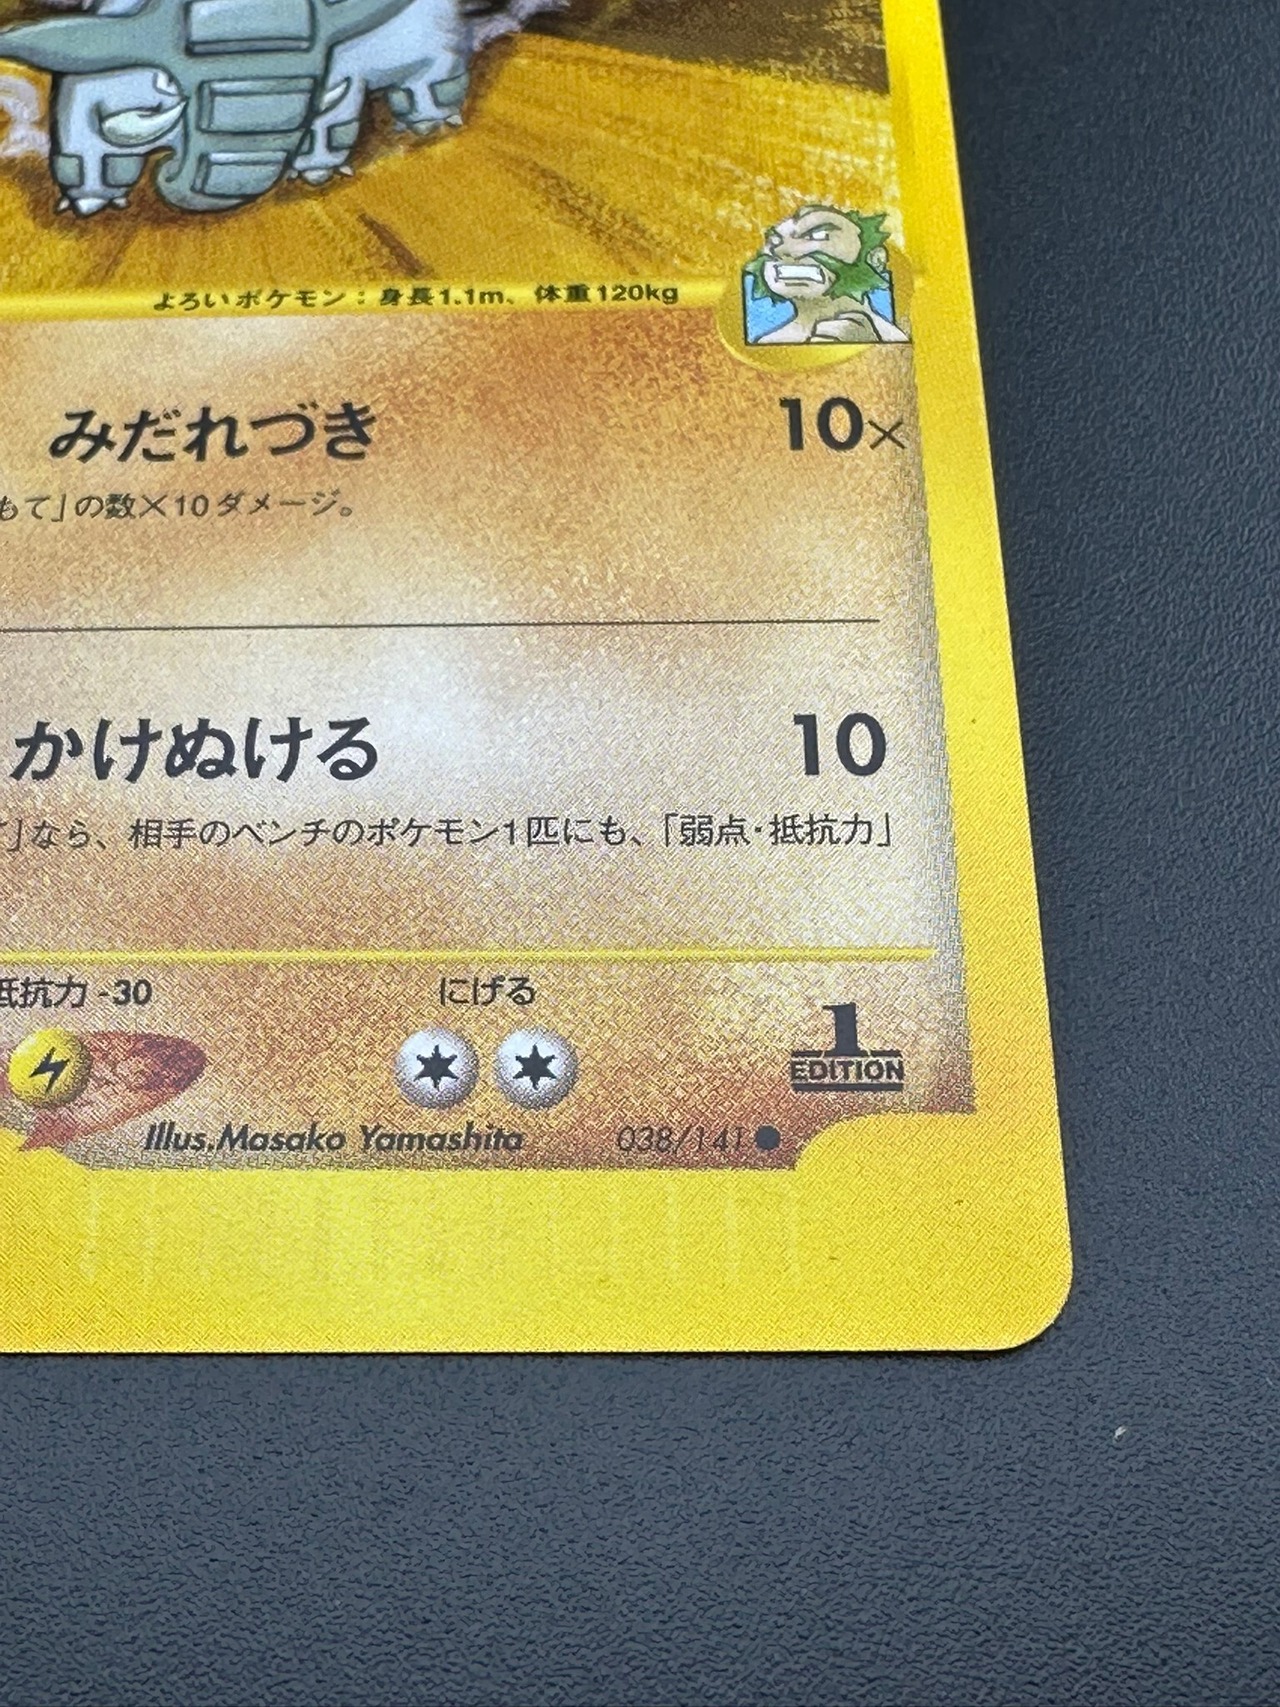 よろいポケモン：身長1.1m、体重120kg
みだれづき 10×
もて」の数×10ダメージ。
かけぬける 10
」なら、相手のベンチのポケモン1匹にも、「弱点・抵抗力」
抵抗力 -30 にげる
1
EDITION
Illus.Masako Yamashita 038/141 ●